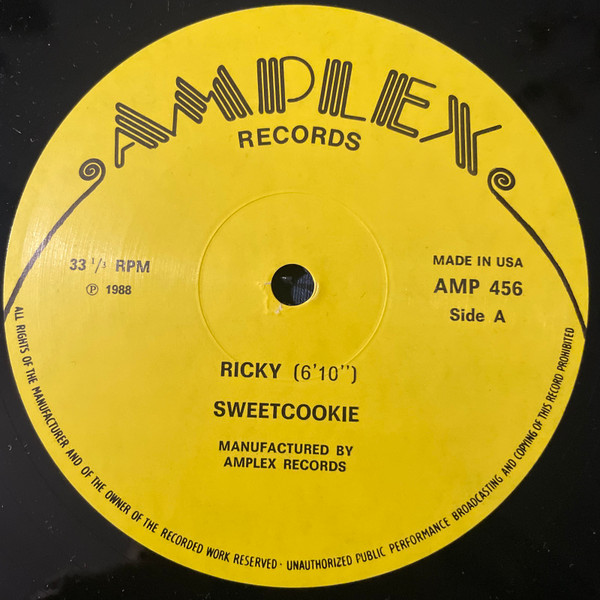 AMPLEX
RECORDS
33 1/3 RPM
℗ 1988
MADE IN USA
AMP 456
Side A
RICKY (6'10'')
SWEETCOOKIE
MANUFACTURED BY
AMPLEX RECORDS
ALL RIGHTS OF THE MANUFACTURER AND OF THE OWNER OF THE RECORDED WORK RESERVED · UNAUTHORIZED PUBLIC PERFORMANCE BROADCASTING AND COPYING OF THIS RECORD PROHIBITED